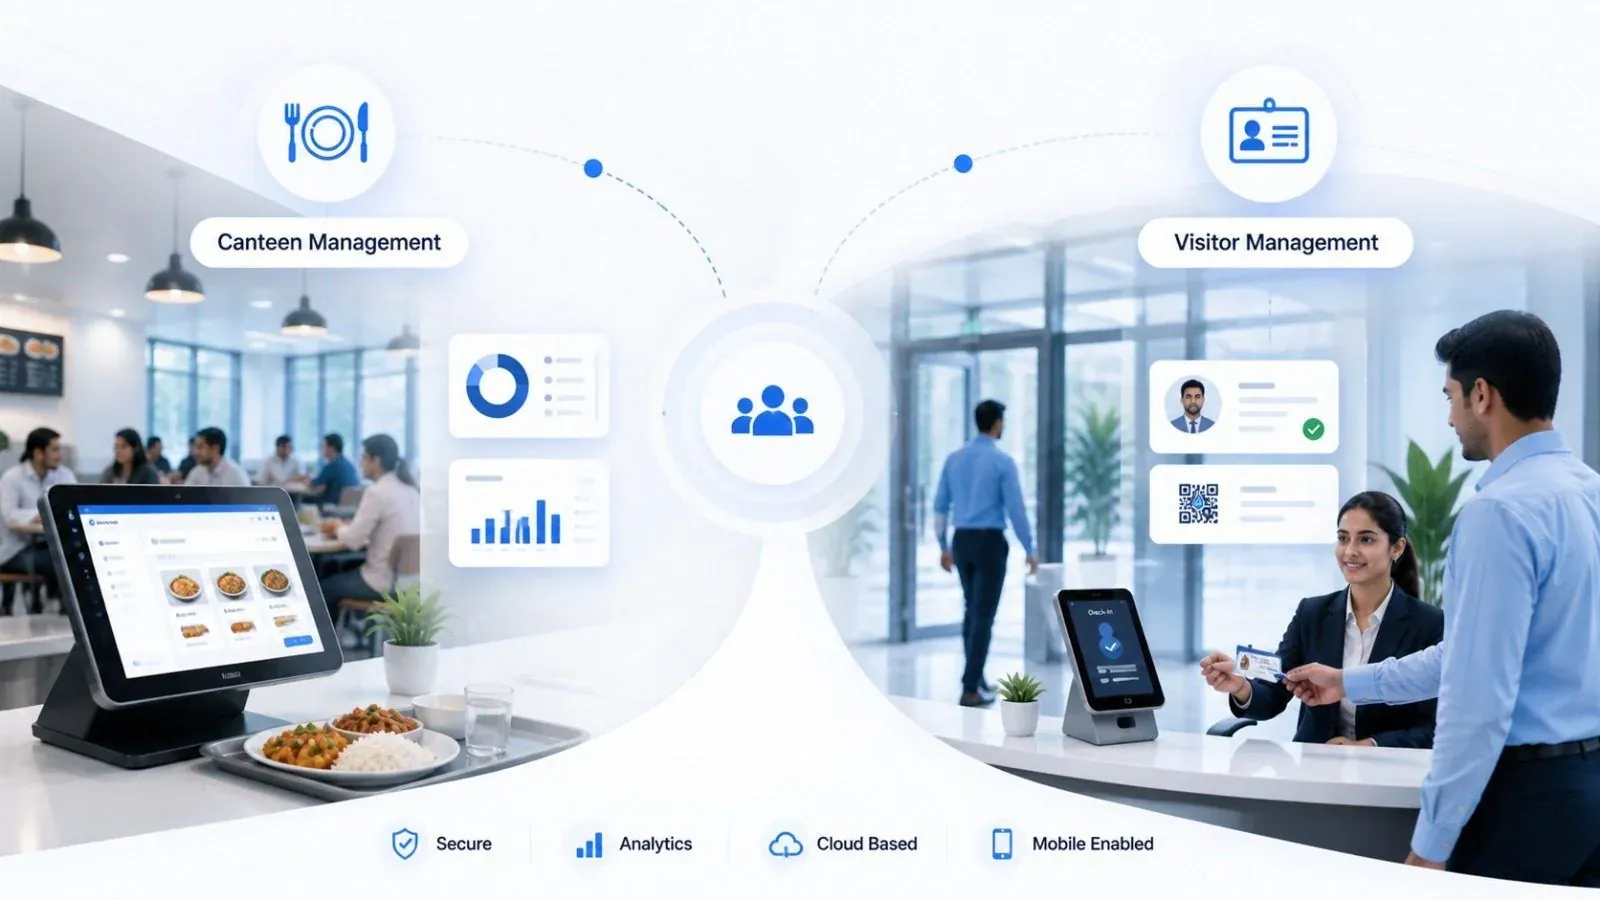 Canteen Management
Visitor Management
Check-In
Secure
Analytics
Cloud Based
Mobile Enabled